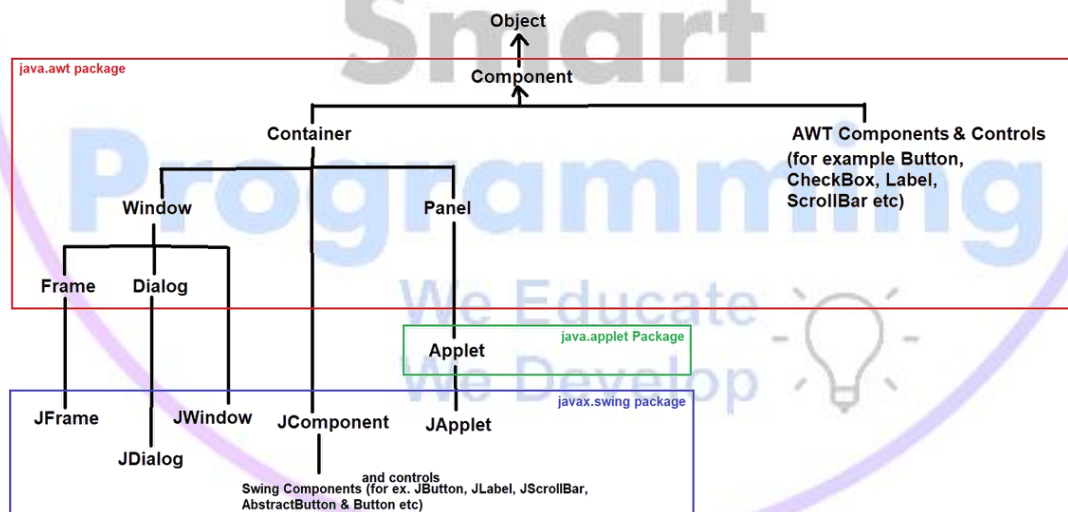 Smart
Object
java.awt package
Component
Programming
Container
AWT Components & Controls
(for example Button,
CheckBox, Label,
ScrollBar etc)
Window
Panel
Frame
Dialog
We Educate
java.applet Package
Applet
We Develop
javax.swing package
JFrame
JWindow
JComponent
JApplet
JDialog
and controls
Swing Components (for ex. JButton, JLabel, JScrollBar,
AbstractButton & Button etc)